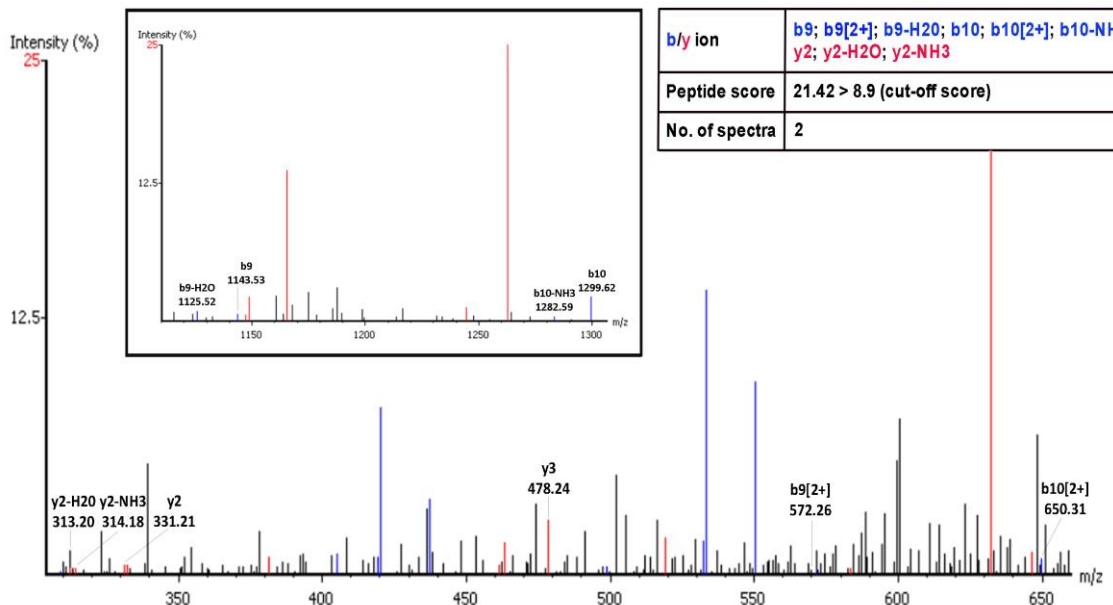 Intensity (%)
25
12.5
Intensity (%)
25
12.5
b9-H2O
1125.52
b9
1143.53
b10-NH3
1282.59
b10
1299.62
1150
1200
1250
1300
m/z
b/y ion
b9; b9[2+]; b9-H20; b10; b10[2+]; b10-NH
y2; y2-H2O; y2-NH3
Peptide score
21.42 > 8.9 (cut-off score)
No. of spectra
2
y2-H20
313.20
y2-NH3
314.18
y2
331.21
y3
478.24
b9[2+]
572.26
b10[2+]
650.31
350
400
450
500
550
600
650
m/z